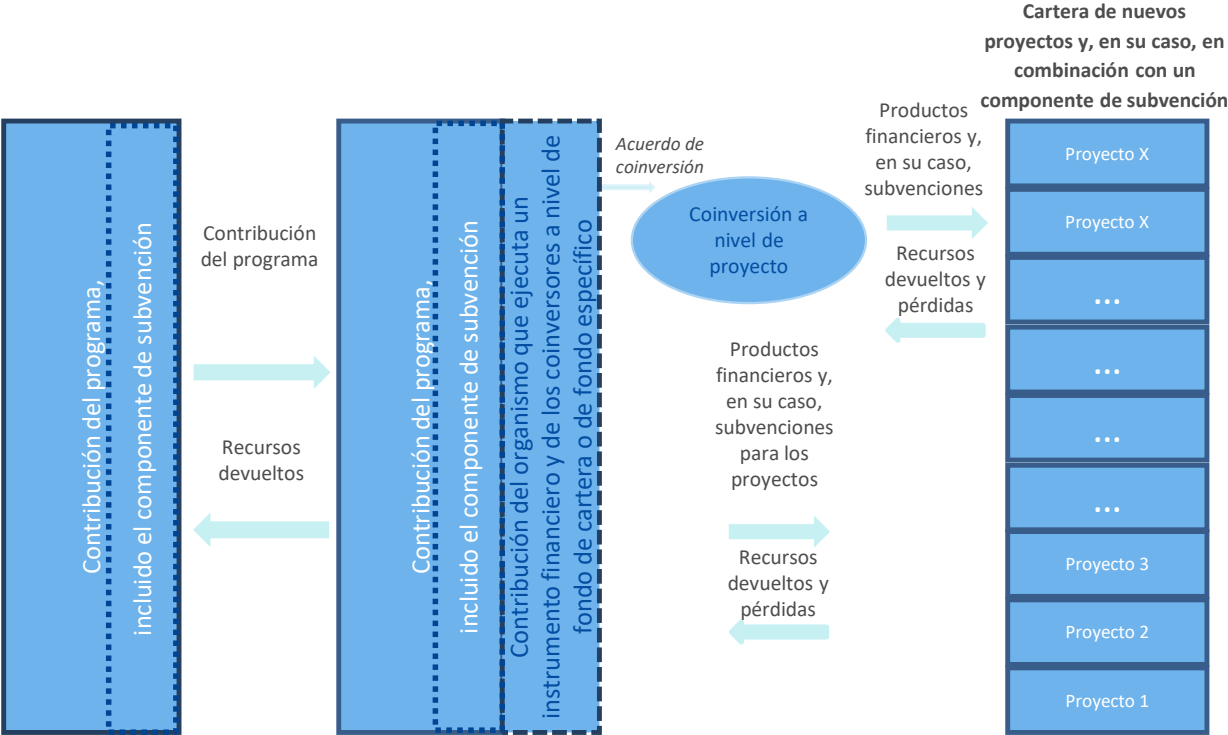 Cartera de nuevos
proyectos y, en su caso, en
combinación con un
componente de subvención
Contribución del programa,
incluido el componente de subvención
Contribución
del programa
Recursos
devueltos
Contribución del programa,
incluido el componente de subvención
Contribución del organismo que ejecuta un
instrumento financiero y de los coinversores a nivel de
fondo de cartera o de fondo específico
Acuerdo de
coinversión
Coinversión a
nivel de
proyecto
Productos
financieros y,
en su caso,
subvenciones
Recursos
devueltos y
pérdidas
Productos
financieros y,
en su caso,
subvenciones
para los
proyectos
Recursos
devueltos y
pérdidas
Proyecto X
Proyecto X
...
...
...
...
Proyecto 3
Proyecto 2
Proyecto 1